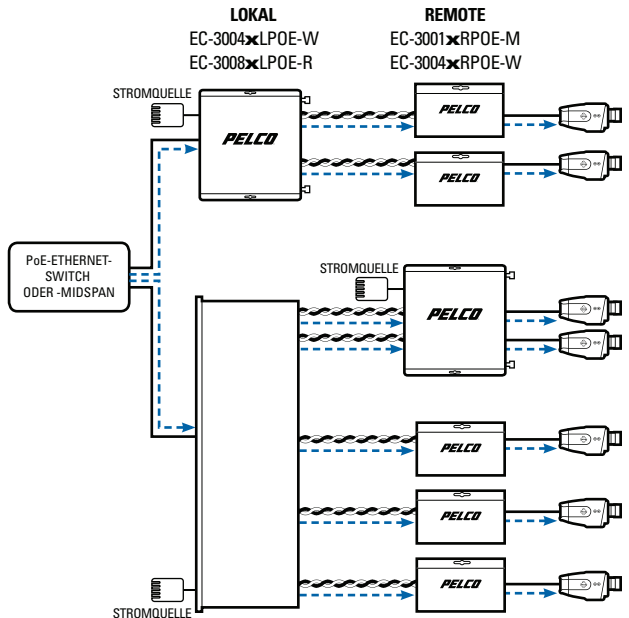 LOKAL
EC-3004xLPOE-W
EC-3008xLPOE-R
REMOTE
EC-3001xRPOE-M
EC-3004xRPOE-W
STROMQUELLE
PELCO
PELCO
PELCO
PoE-ETHERNET-
SWITCH
ODER -MIDSPAN
STROMQUELLE
PELCO
PELCO
PELCO
PELCO
STROMQUELLE